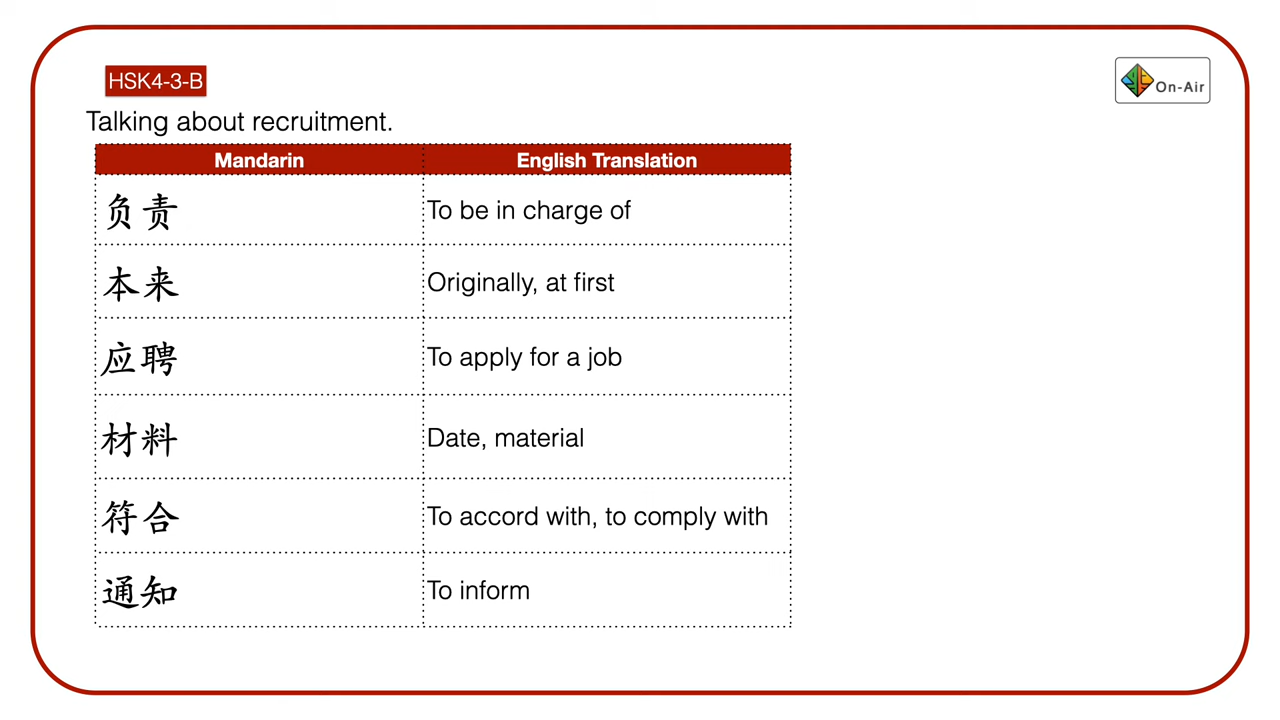 HSK4-3-B
On-Air
Talking about recruitment.
Mandarin English Translation
负责 To be in charge of
本来 Originally, at first
应聘 To apply for a job
材料 Date, material
符合 To accord with, to comply with
通知 To inform